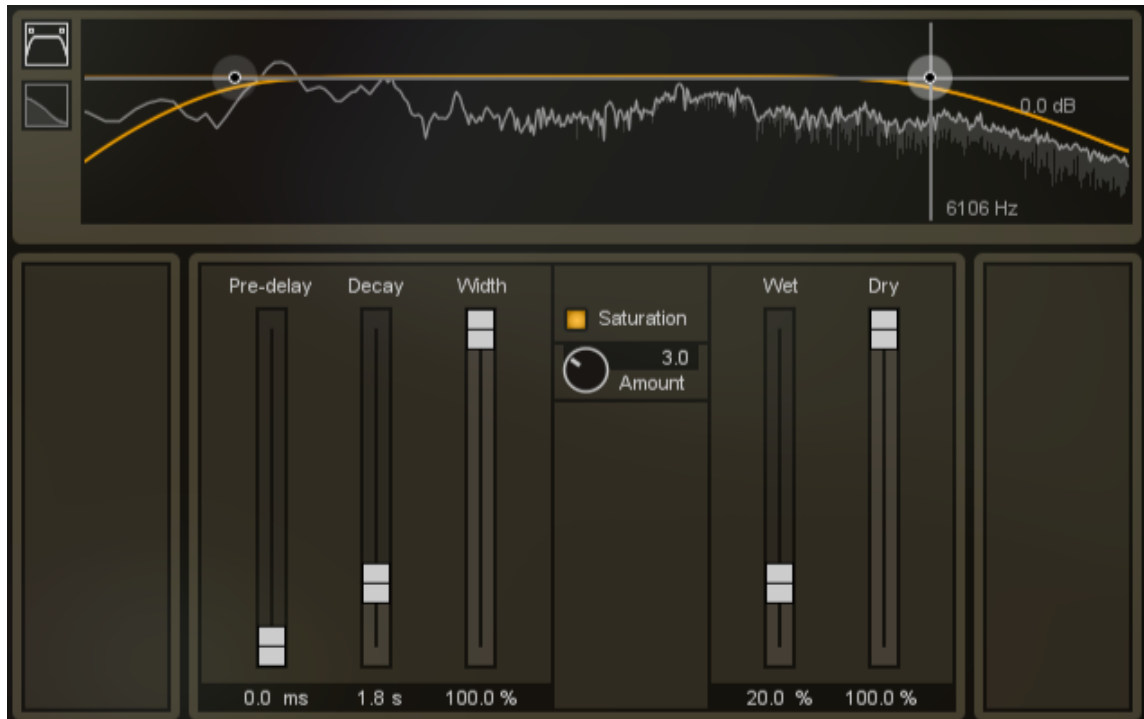 0.0 dB
6106 Hz
Pre-delay Decay Width
Wet Dry
Saturation
3.0
Amount
0.0 ms 1.8 s 100.0 %
20.0 % 100.0 %